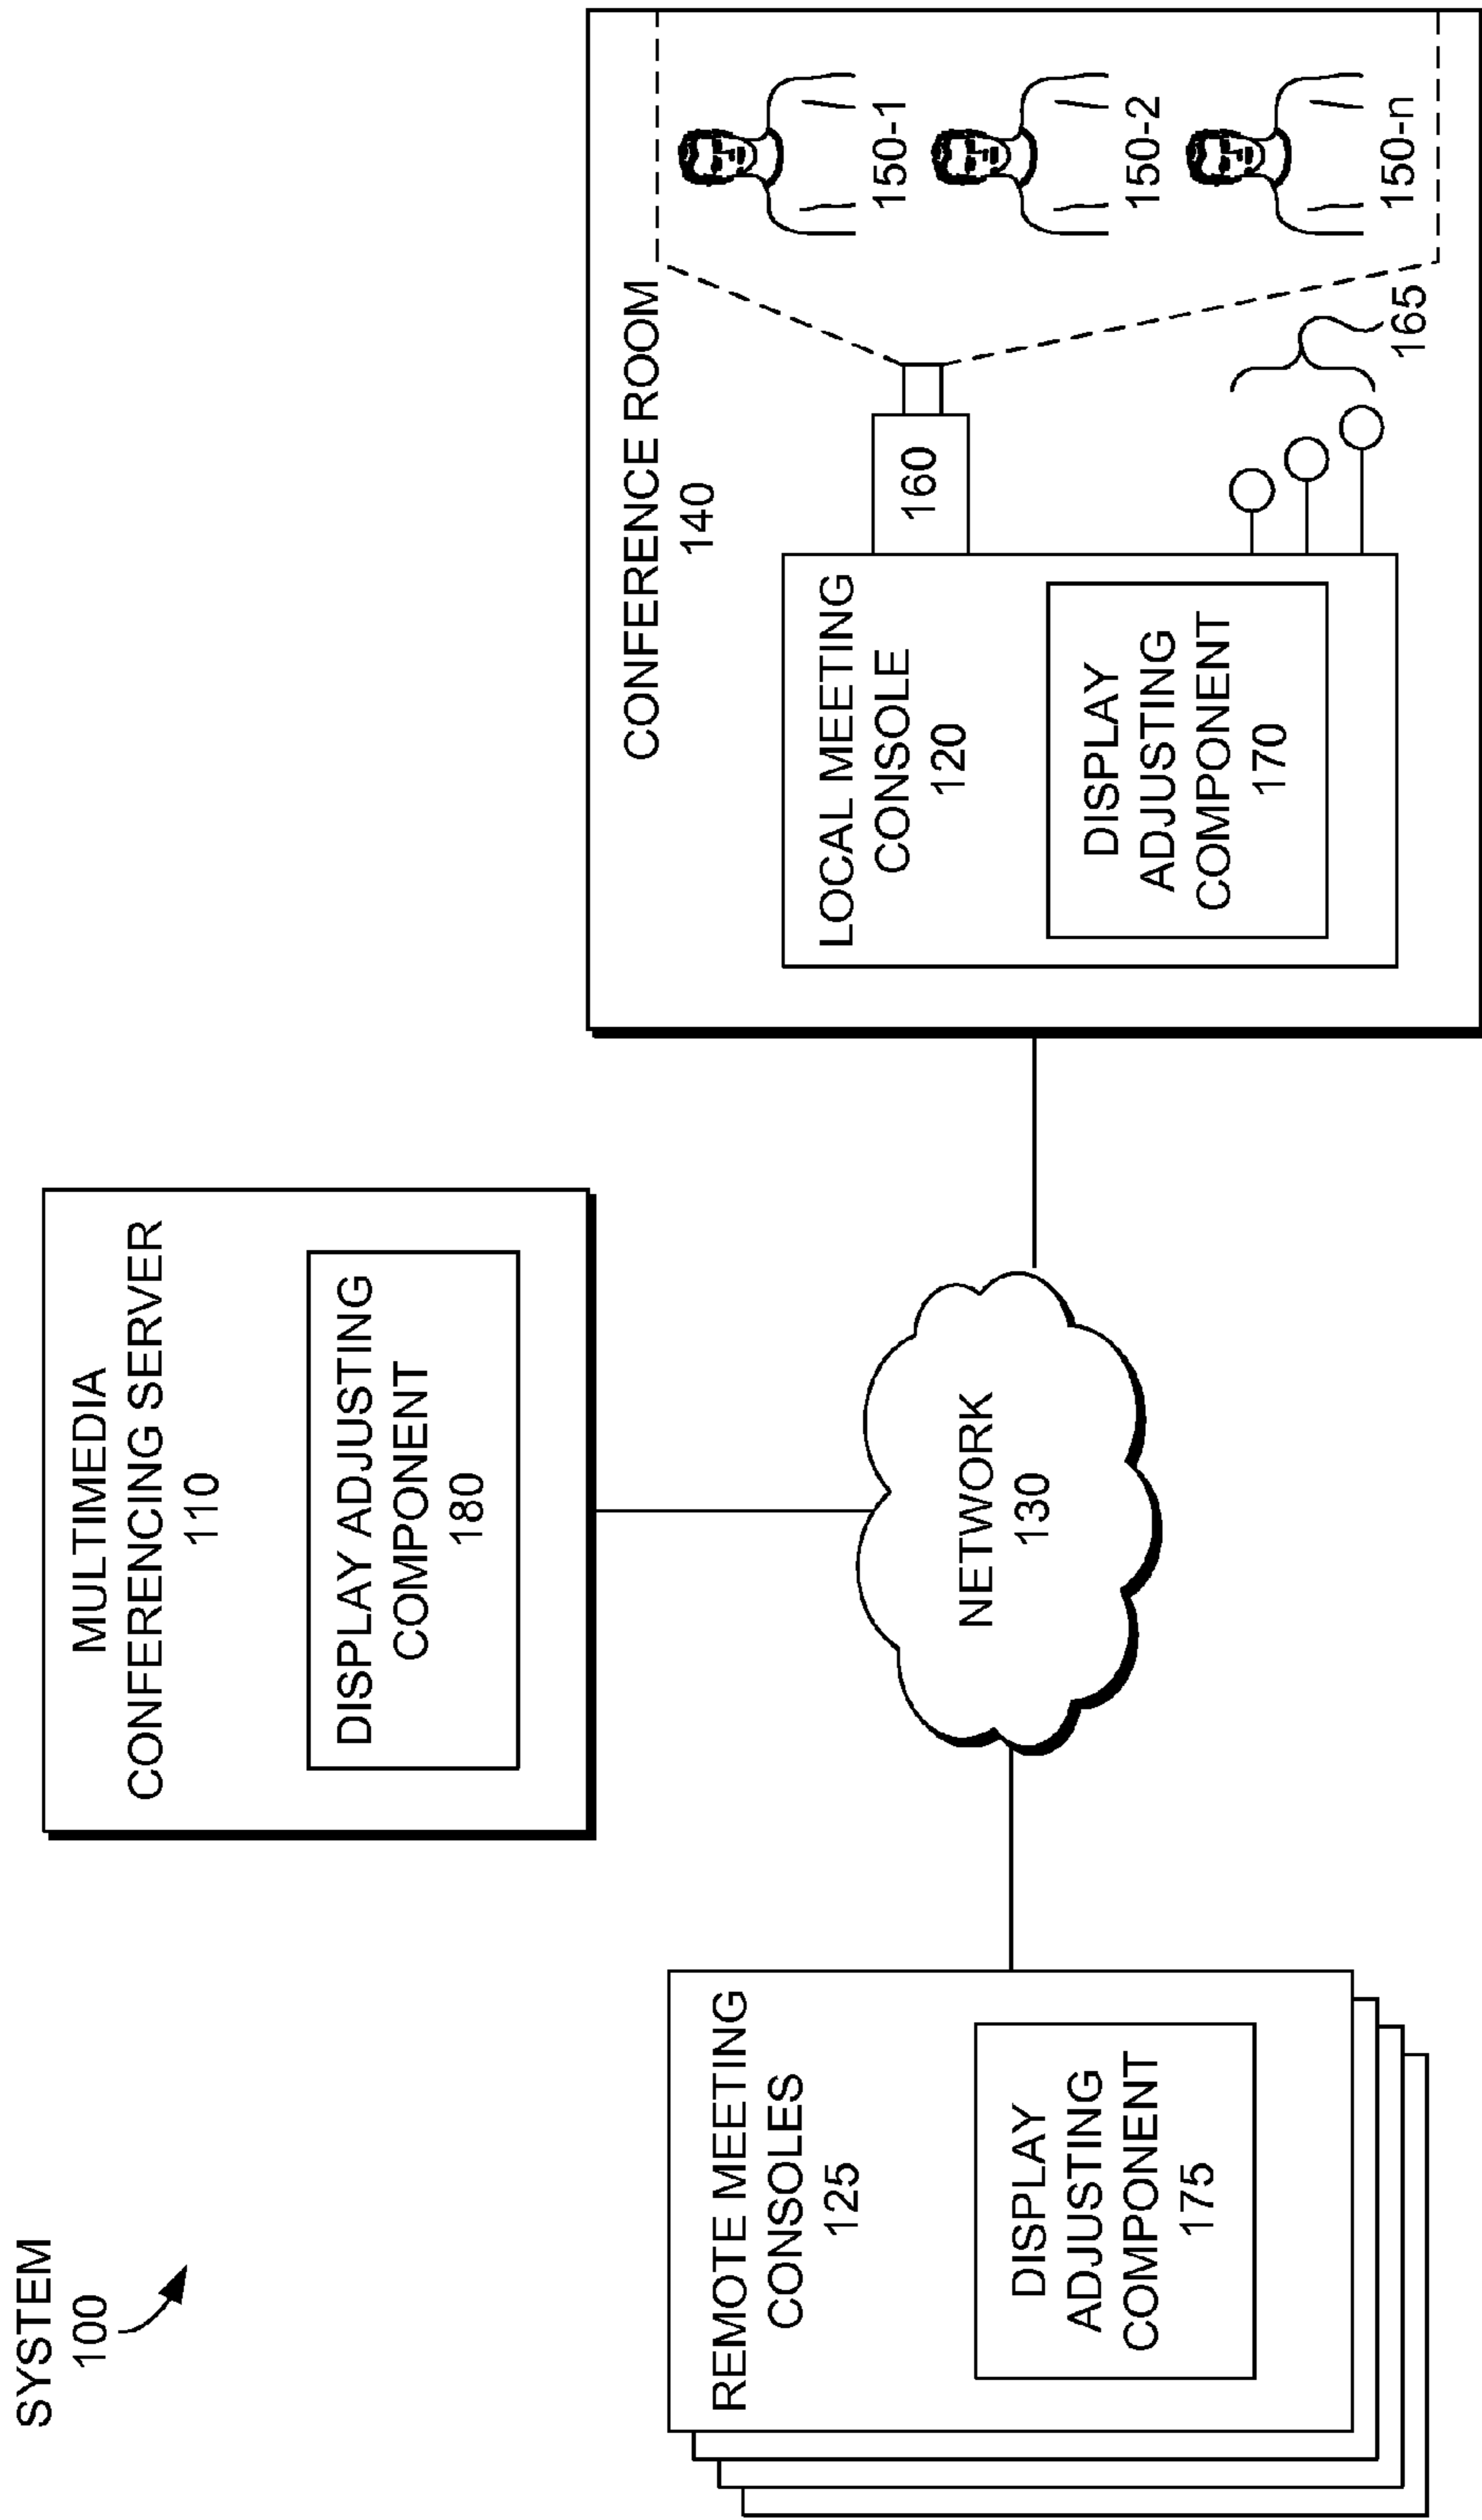 SYSTEM
100
MULTIMEDIA
CONFERENCING SERVER
110
DISPLAY ADJUSTING
COMPONENT
180
REMOTE MEETING
CONSOLES
125
DISPLAY
ADJUSTING
COMPONENT
175
NETWORK
130
CONFERENCE ROOM
140
LOCAL MEETING
CONSOLE
120
DISPLAY
ADJUSTING
COMPONENT
170
160
165
150-1
150-2
150-n